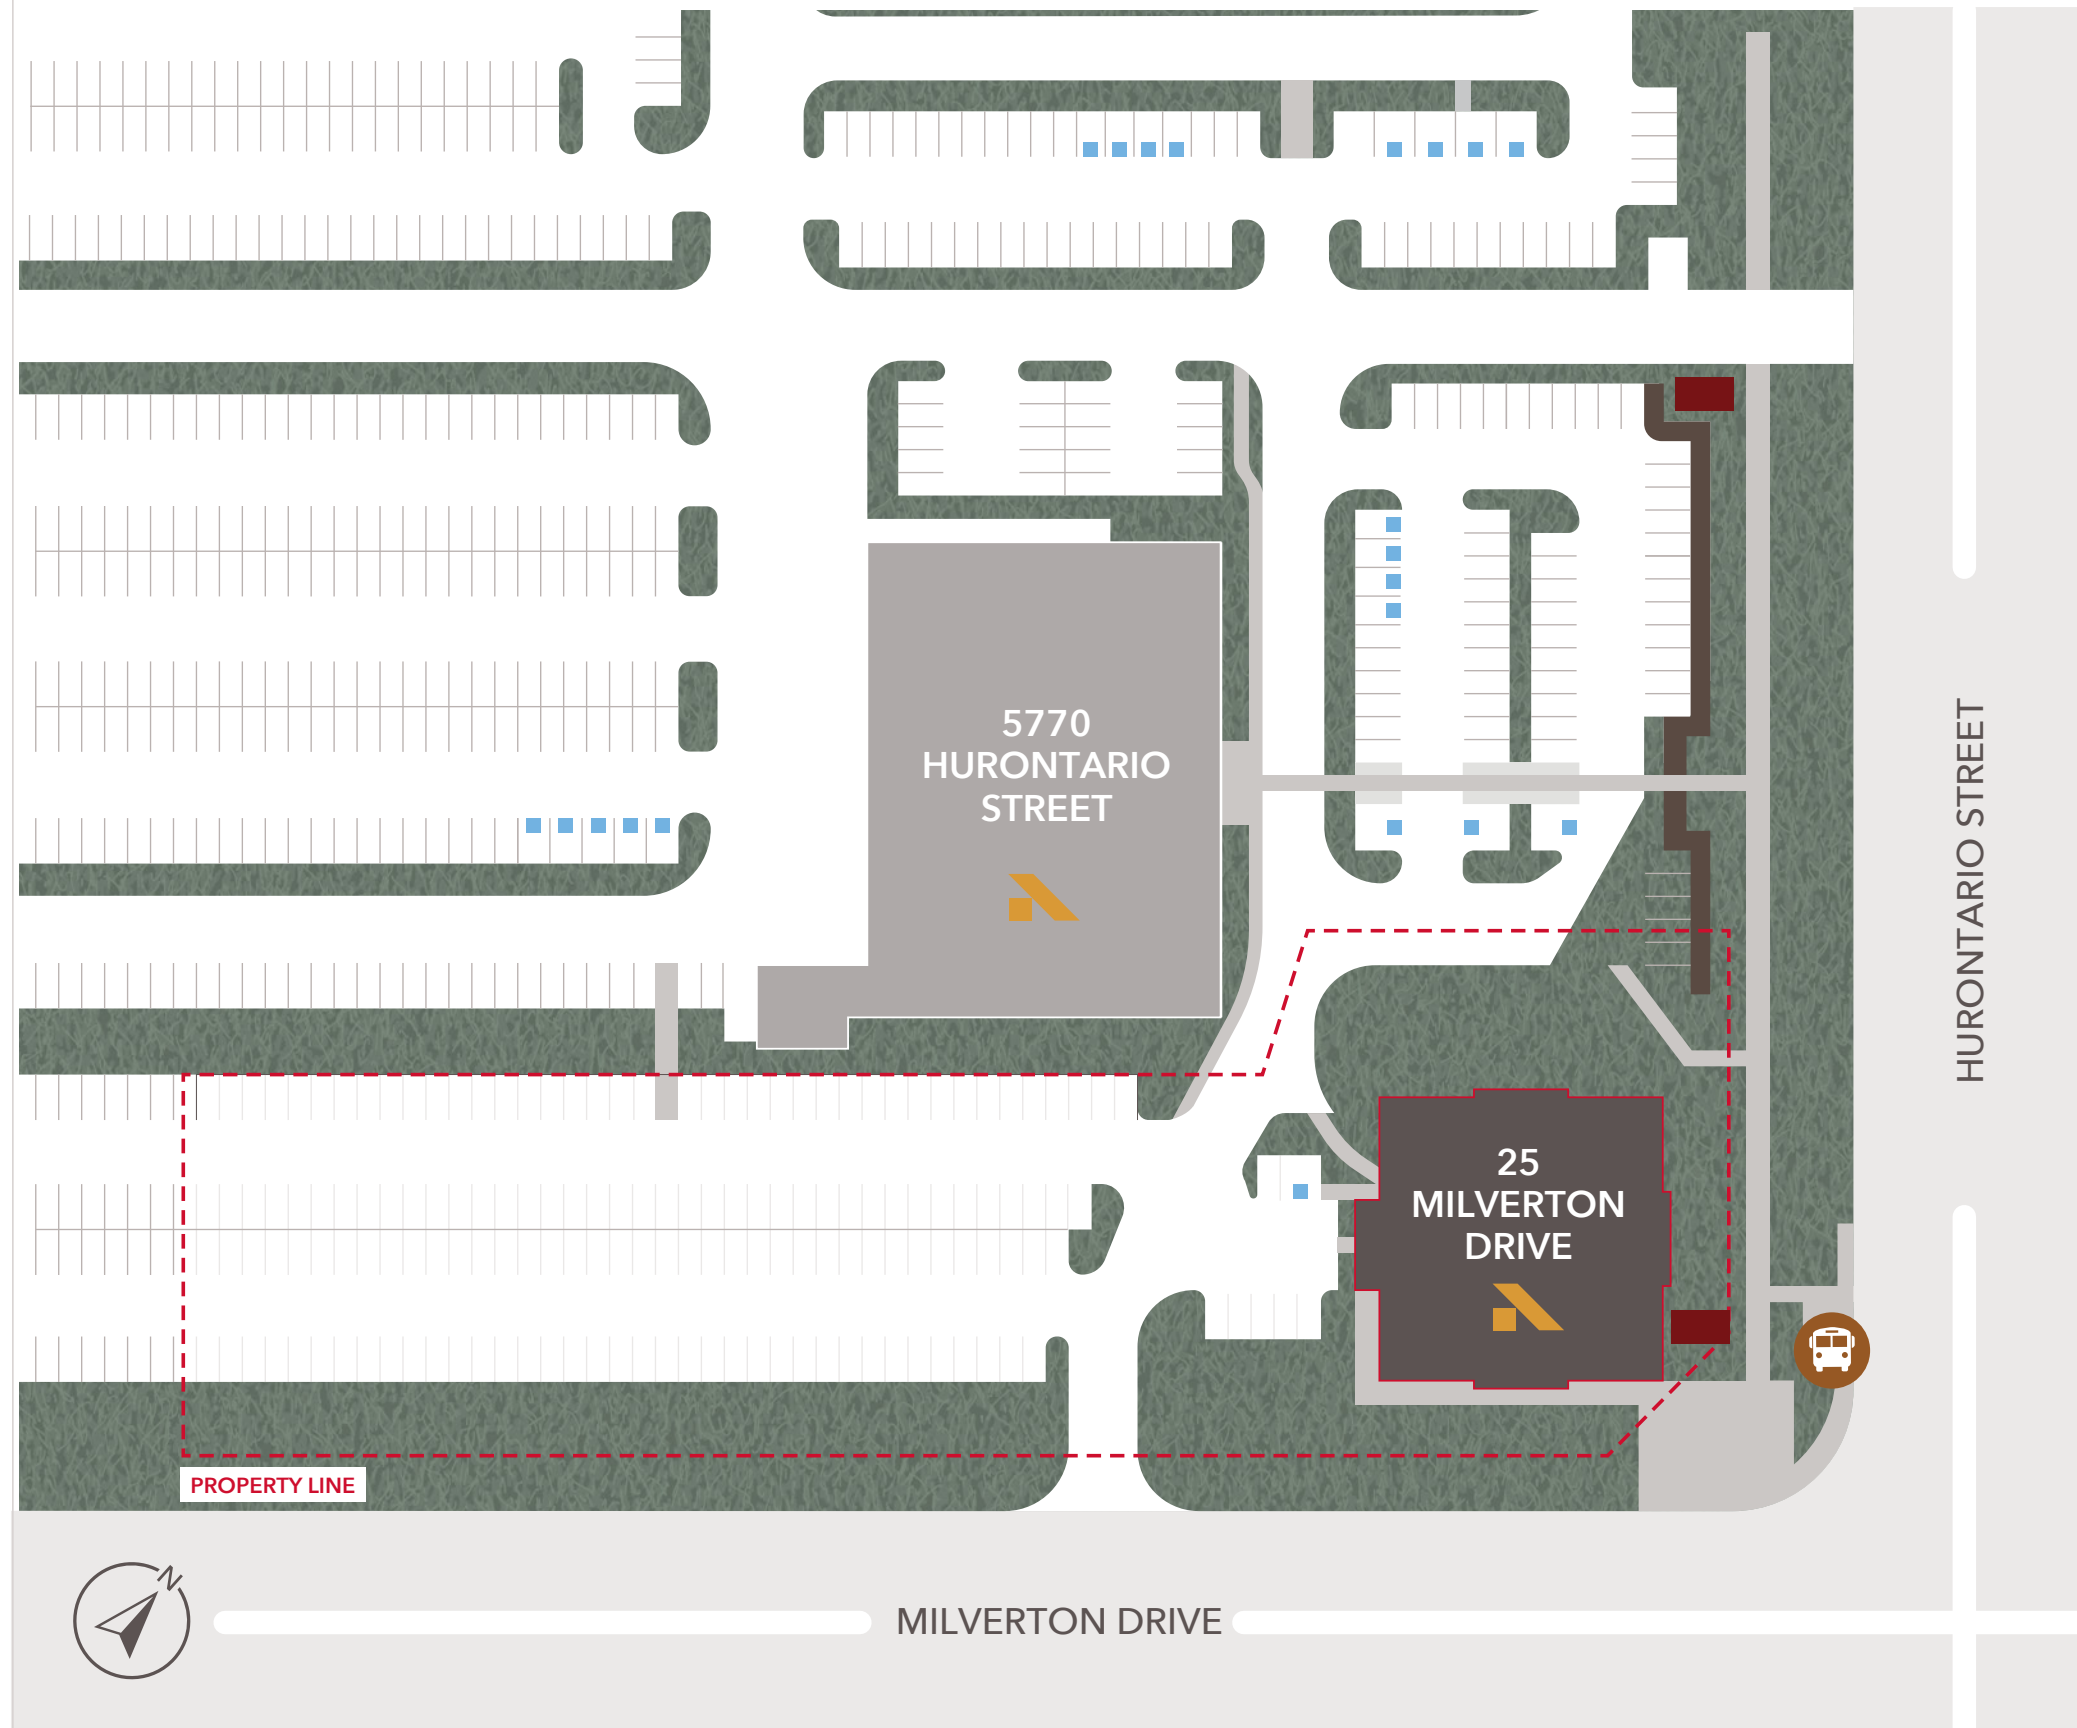 5770
HURONTARIO
STREET
HURONTARIO STREET
25
MILVERTON
DRIVE
PROPERTY LINE
N
MILVERTON DRIVE